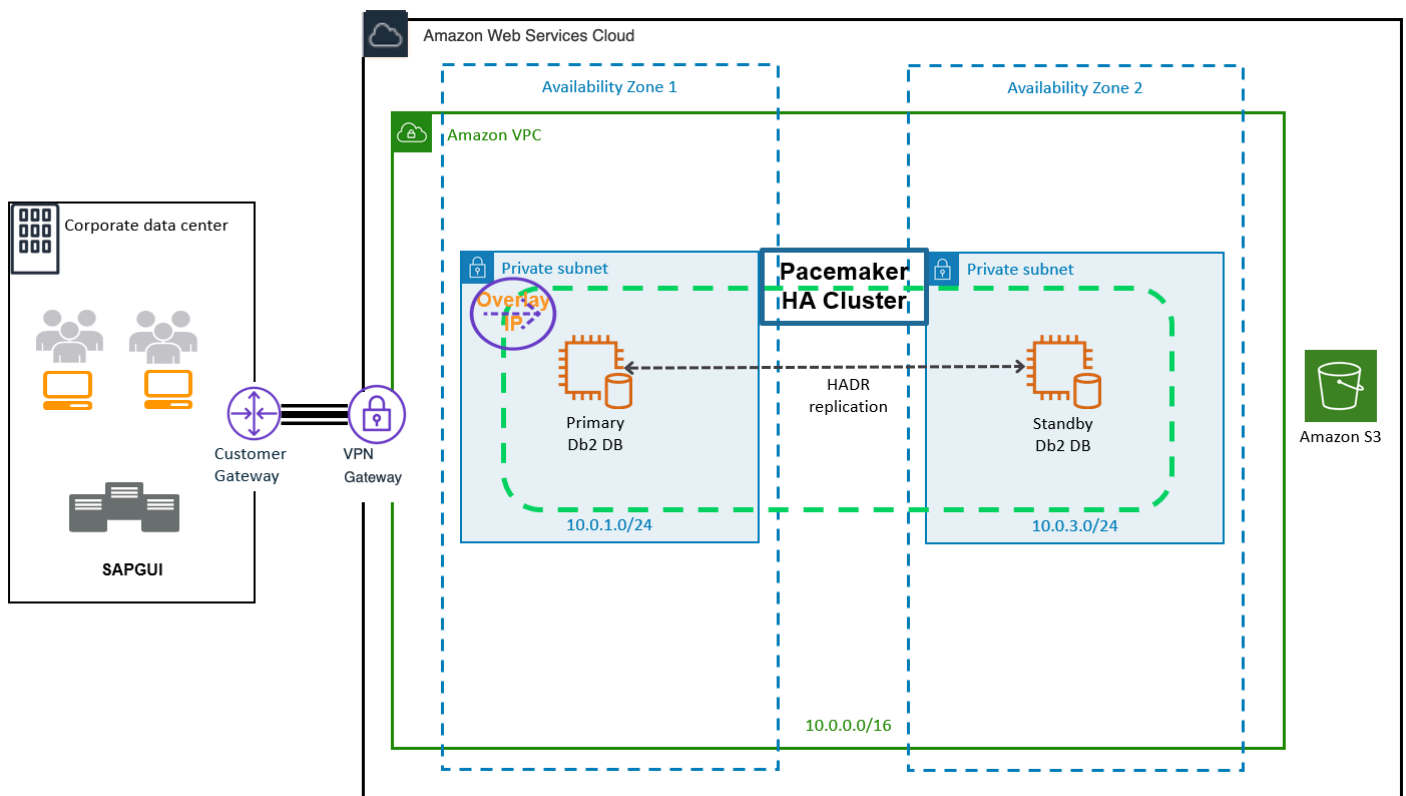 Amazon Web Services Cloud
Availability Zone 1
Availability Zone 2
Amazon VPC
Corporate data center
Private subnet
Pacemaker
HA Cluster
Private subnet
Overlay
IP
HADR
replication
Primary
Db2 DB
Standby
Db2 DB
Amazon S3
Customer
Gateway
VPN
Gateway
10.0.1.0/24
10.0.3.0/24
SAPGUI
10.0.0.0/16